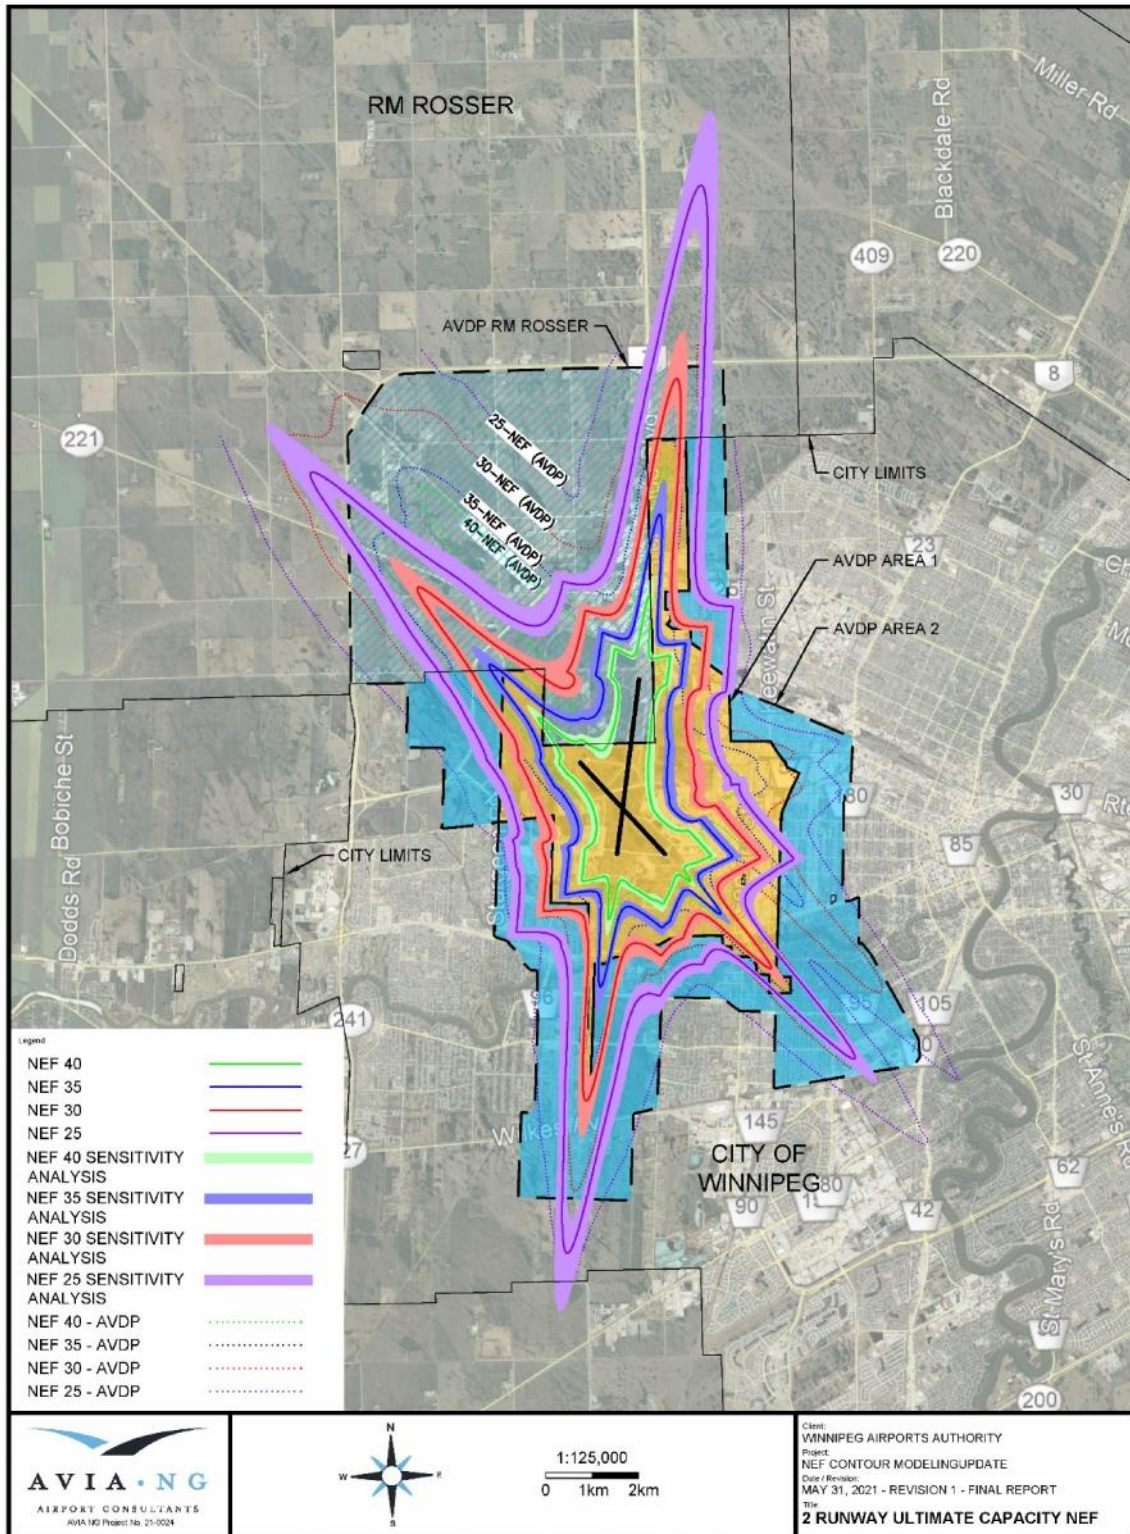 RM ROSSER
Miller-Rd
Blackdale-Rd
409
220
AVDP RM ROSSER
8
221
25-NEF (AVDP)
30-NEF (AVDP)
35-NEF (AVDP)
40-NEF (AVDP)
CITY LIMITS
23
AVDP AREA 1
AVDP AREA 2
Dodds Rd
Bobiche-St
CITY LIMITS
30
85
96
95
105
241
145
CITY OF
WINNIPEG
62
90
80
42
St-Anne's-Rd
St-Mary's-Rd
200
Legend
NEF 40
NEF 35
NEF 30
NEF 25
NEF 40 SENSITIVITY
ANALYSIS
NEF 35 SENSITIVITY
ANALYSIS
NEF 30 SENSITIVITY
ANALYSIS
NEF 25 SENSITIVITY
ANALYSIS
NEF 40 - AVDP
NEF 35 - AVDP
NEF 30 - AVDP
NEF 25 - AVDP
AVIA·NG
AIRPORT CONSULTANTS
AVIA NG Project No. 21-0024
N
W
E
S
1:125,000
0 1km 2km
Client:
WINNIPEG AIRPORTS AUTHORITY
Project:
NEF CONTOUR MODELINGUPDATE
Date / Revision:
MAY 31, 2021 - REVISION 1 - FINAL REPORT
Title
2 RUNWAY ULTIMATE CAPACITY NEF